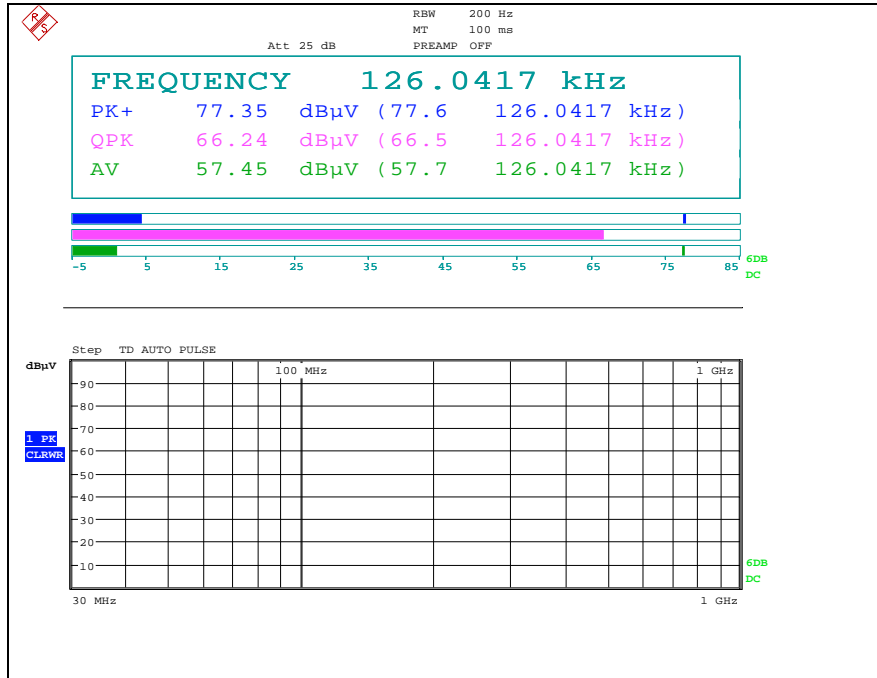 R S
RBW 200 Hz
MT 100 ms
Att 25 dB PREAMP OFF
FREQUENCY 126.0417 kHz
PK+ 77.35 dBµV (77.6 126.0417 kHz)
QPK 66.24 dBµV (66.5 126.0417 kHz)
AV 57.45 dBµV (57.7 126.0417 kHz)
-5 5 15 25 35 45 55 65 75 85
6DB
DC
Step TD AUTO PULSE
dBµV
100 MHz 1 GHz
90
80
70
1 PK
CLRWR
60
50
40
30
20
10
6DB
DC
30 MHz 1 GHz